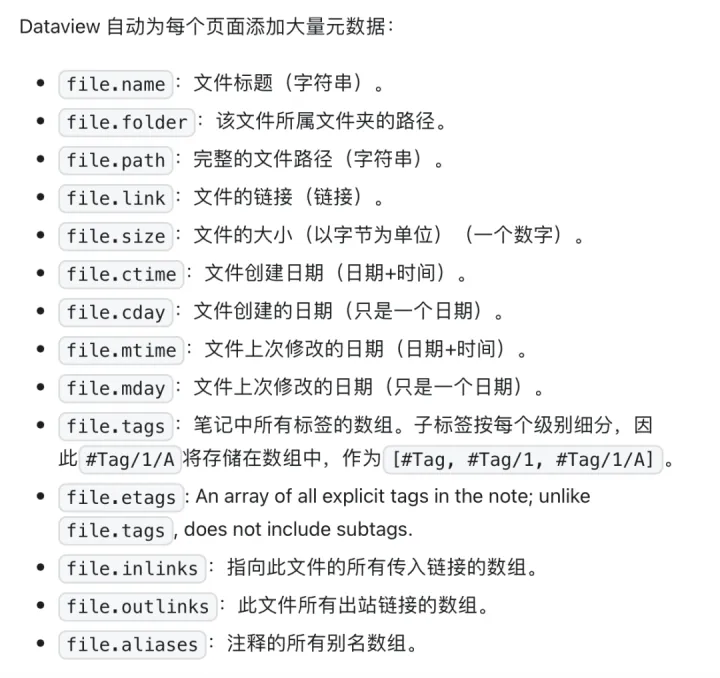 Dataview 自动为每个页面添加大量元数据：
file.name：文件标题（字符串）。
file.folder：该文件所属文件夹的路径。
file.path：完整的文件路径（字符串）。
file.link：文件的链接（链接）。
file.size：文件的大小（以字节为单位）（一个数字）。
file.ctime：文件创建日期（日期+时间）。
file.cday：文件创建的日期（只是一个日期）。
file.mtime：文件上次修改的日期（日期+时间）。
file.mday：文件上次修改的日期（只是一个日期）。
file.tags：笔记中所有标签的数组。子标签按每个级别细分，因
此 #Tag/1/A 将存储在数组中，作为 [#Tag, #Tag/1, #Tag/1/A] 。
file.etags: An array of all explicit tags in the note; unlike
file.tags, does not include subtags.
file.inlinks：指向此文件的所有传入链接的数组。
file.outlinks：此文件所有出站链接的数组。
file.aliases：注释的所有别名数组。